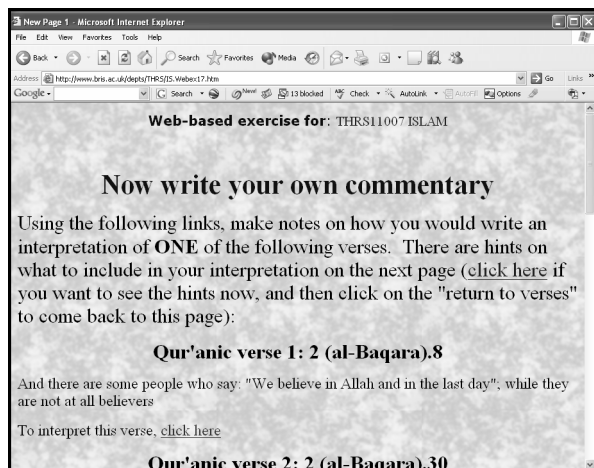 New Page 1 - Microsoft Internet Explorer
File Edit View Favorites Tools Help
Back Search Favorites Media
Address http://www.bris.ac.uk/depts/THRS/IS.Webex17.htm Go Links »
Google Search New! 13 blocked ABC Check AutoLink AutoFill Options
Web-based exercise for: THRS11007 ISLAM
Now write your own commentary
Using the following links, make notes on how you would write an
interpretation of ONE of the following verses. There are hints on
what to include in your interpretation on the next page (click here if
you want to see the hints now, and then click on the "return to verses"
to come back to this page):
Qur'anic verse 1: 2 (al-Baqara).8
And there are some people who say: "We believe in Allah and in the last day"; while they
are not at all believers
To interpret this verse, click here
Qur'anic verse 2: 2 (al-Baqara).30